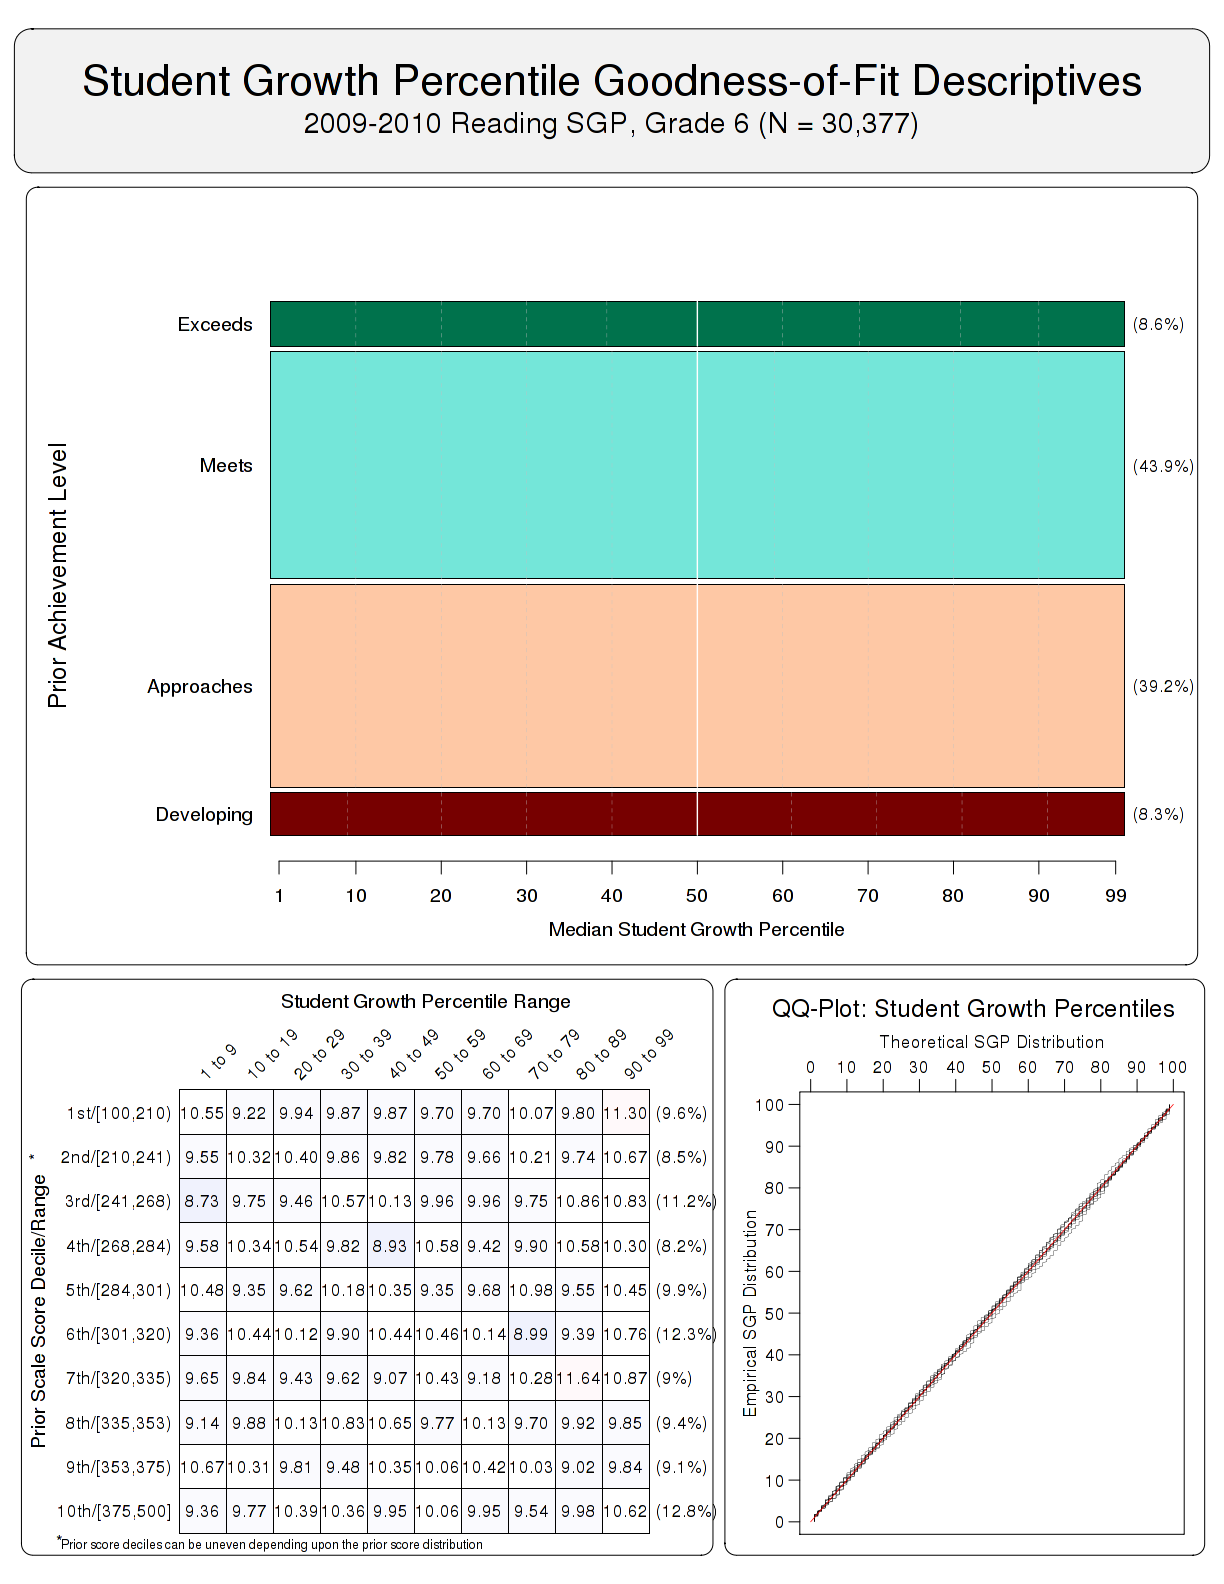 Student Growth Percentile Goodness-of-Fit Descriptives
2009-2010 Reading SGP, Grade 6 (N = 30,377)
Prior Achievement Level
Exceeds (8.6%)
Meets (43.9%)
Approaches (39.2%)
Developing (8.3%)
1 10 20 30 40 50 60 70 80 90 99
Median Student Growth Percentile
Student Growth Percentile Range
1 to 9 10 to 19 20 to 29 30 to 39 40 to 49 50 to 59 60 to 69 70 to 79 80 to 89 90 to 99
Prior Scale Score Decile/Range *
1st/[100,210) 10.55 9.22 9.94 9.87 9.87 9.70 9.70 10.07 9.80 11.30 (9.6%)
2nd/[210,241) 9.55 10.32 10.40 9.86 9.82 9.78 9.66 10.21 9.74 10.67 (8.5%)
3rd/[241,268) 8.73 9.75 9.46 10.57 10.13 9.96 9.96 9.75 10.86 10.83 (11.2%)
4th/[268,284) 9.58 10.34 10.54 9.82 8.93 10.58 9.42 9.90 10.58 10.30 (8.2%)
5th/[284,301) 10.48 9.35 9.62 10.18 10.35 9.35 9.68 10.98 9.55 10.45 (9.9%)
6th/[301,320) 9.36 10.44 10.12 9.90 10.44 10.46 10.14 8.99 9.39 10.76 (12.3%)
7th/[320,335) 9.65 9.84 9.43 9.62 9.07 10.43 9.18 10.28 11.64 10.87 (9%)
8th/[335,353) 9.14 9.88 10.13 10.83 10.65 9.77 10.13 9.70 9.92 9.85 (9.4%)
9th/[353,375) 10.67 10.31 9.81 9.48 10.35 10.06 10.42 10.03 9.02 9.84 (9.1%)
10th/[375,500] 9.36 9.77 10.39 10.36 9.95 10.06 9.95 9.54 9.98 10.62 (12.8%)
*Prior score deciles can be uneven depending upon the prior score distribution
QQ-Plot: Student Growth Percentiles
Theoretical SGP Distribution
0 10 20 30 40 50 60 70 80 90 100
Empirical SGP Distribution
100
90
80
70
60
50
40
30
20
10
0